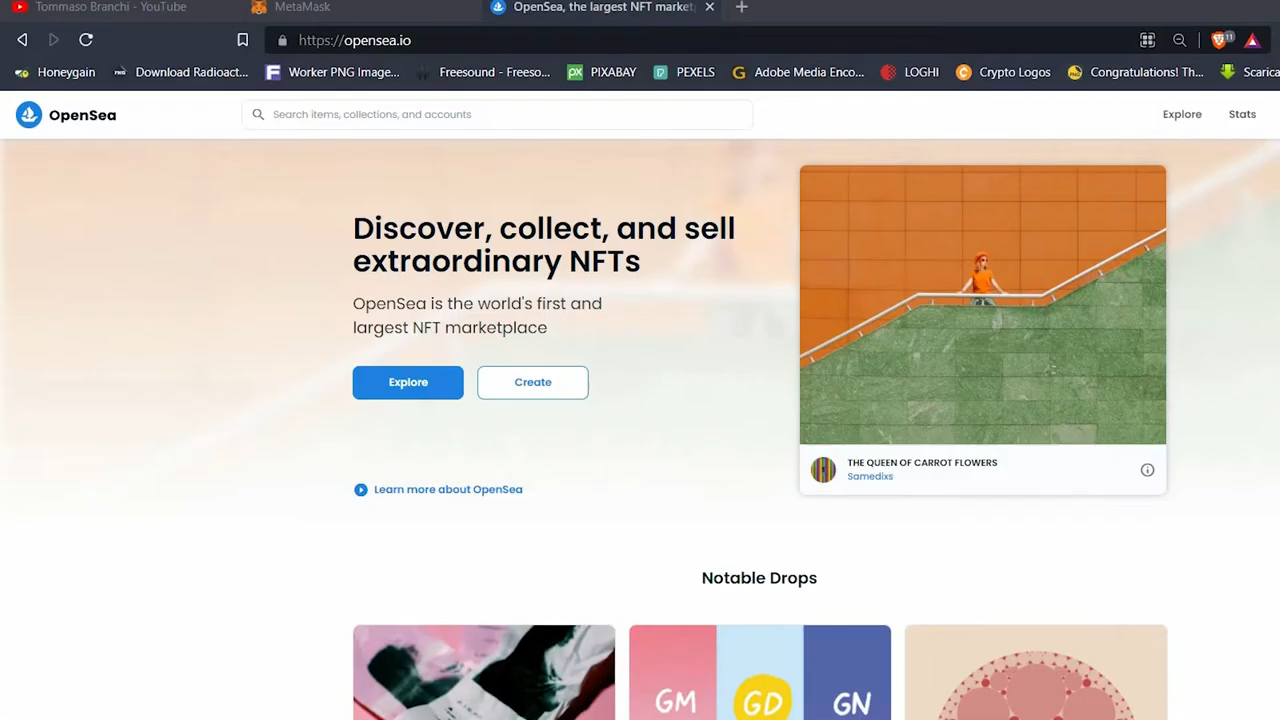 Tommaso Branchi - YouTube
MetaMask
OpenSea, the largest NFT market
https://opensea.io
11
Honeygain
Download Radioact...
Worker PNG Image...
Freesound - Freeso...
PIXABAY
PEXELS
Adobe Media Enco...
LOGHI
Crypto Logos
Congratulations! Th...
Scarica
OpenSea
Search items, collections, and accounts
Explore
Stats
Discover, collect, and sell
extraordinary NFTs
OpenSea is the world's first and
largest NFT marketplace
Explore
Create
Learn more about OpenSea
THE QUEEN OF CARROT FLOWERS
Samedixs
Notable Drops
GM
GD
GN